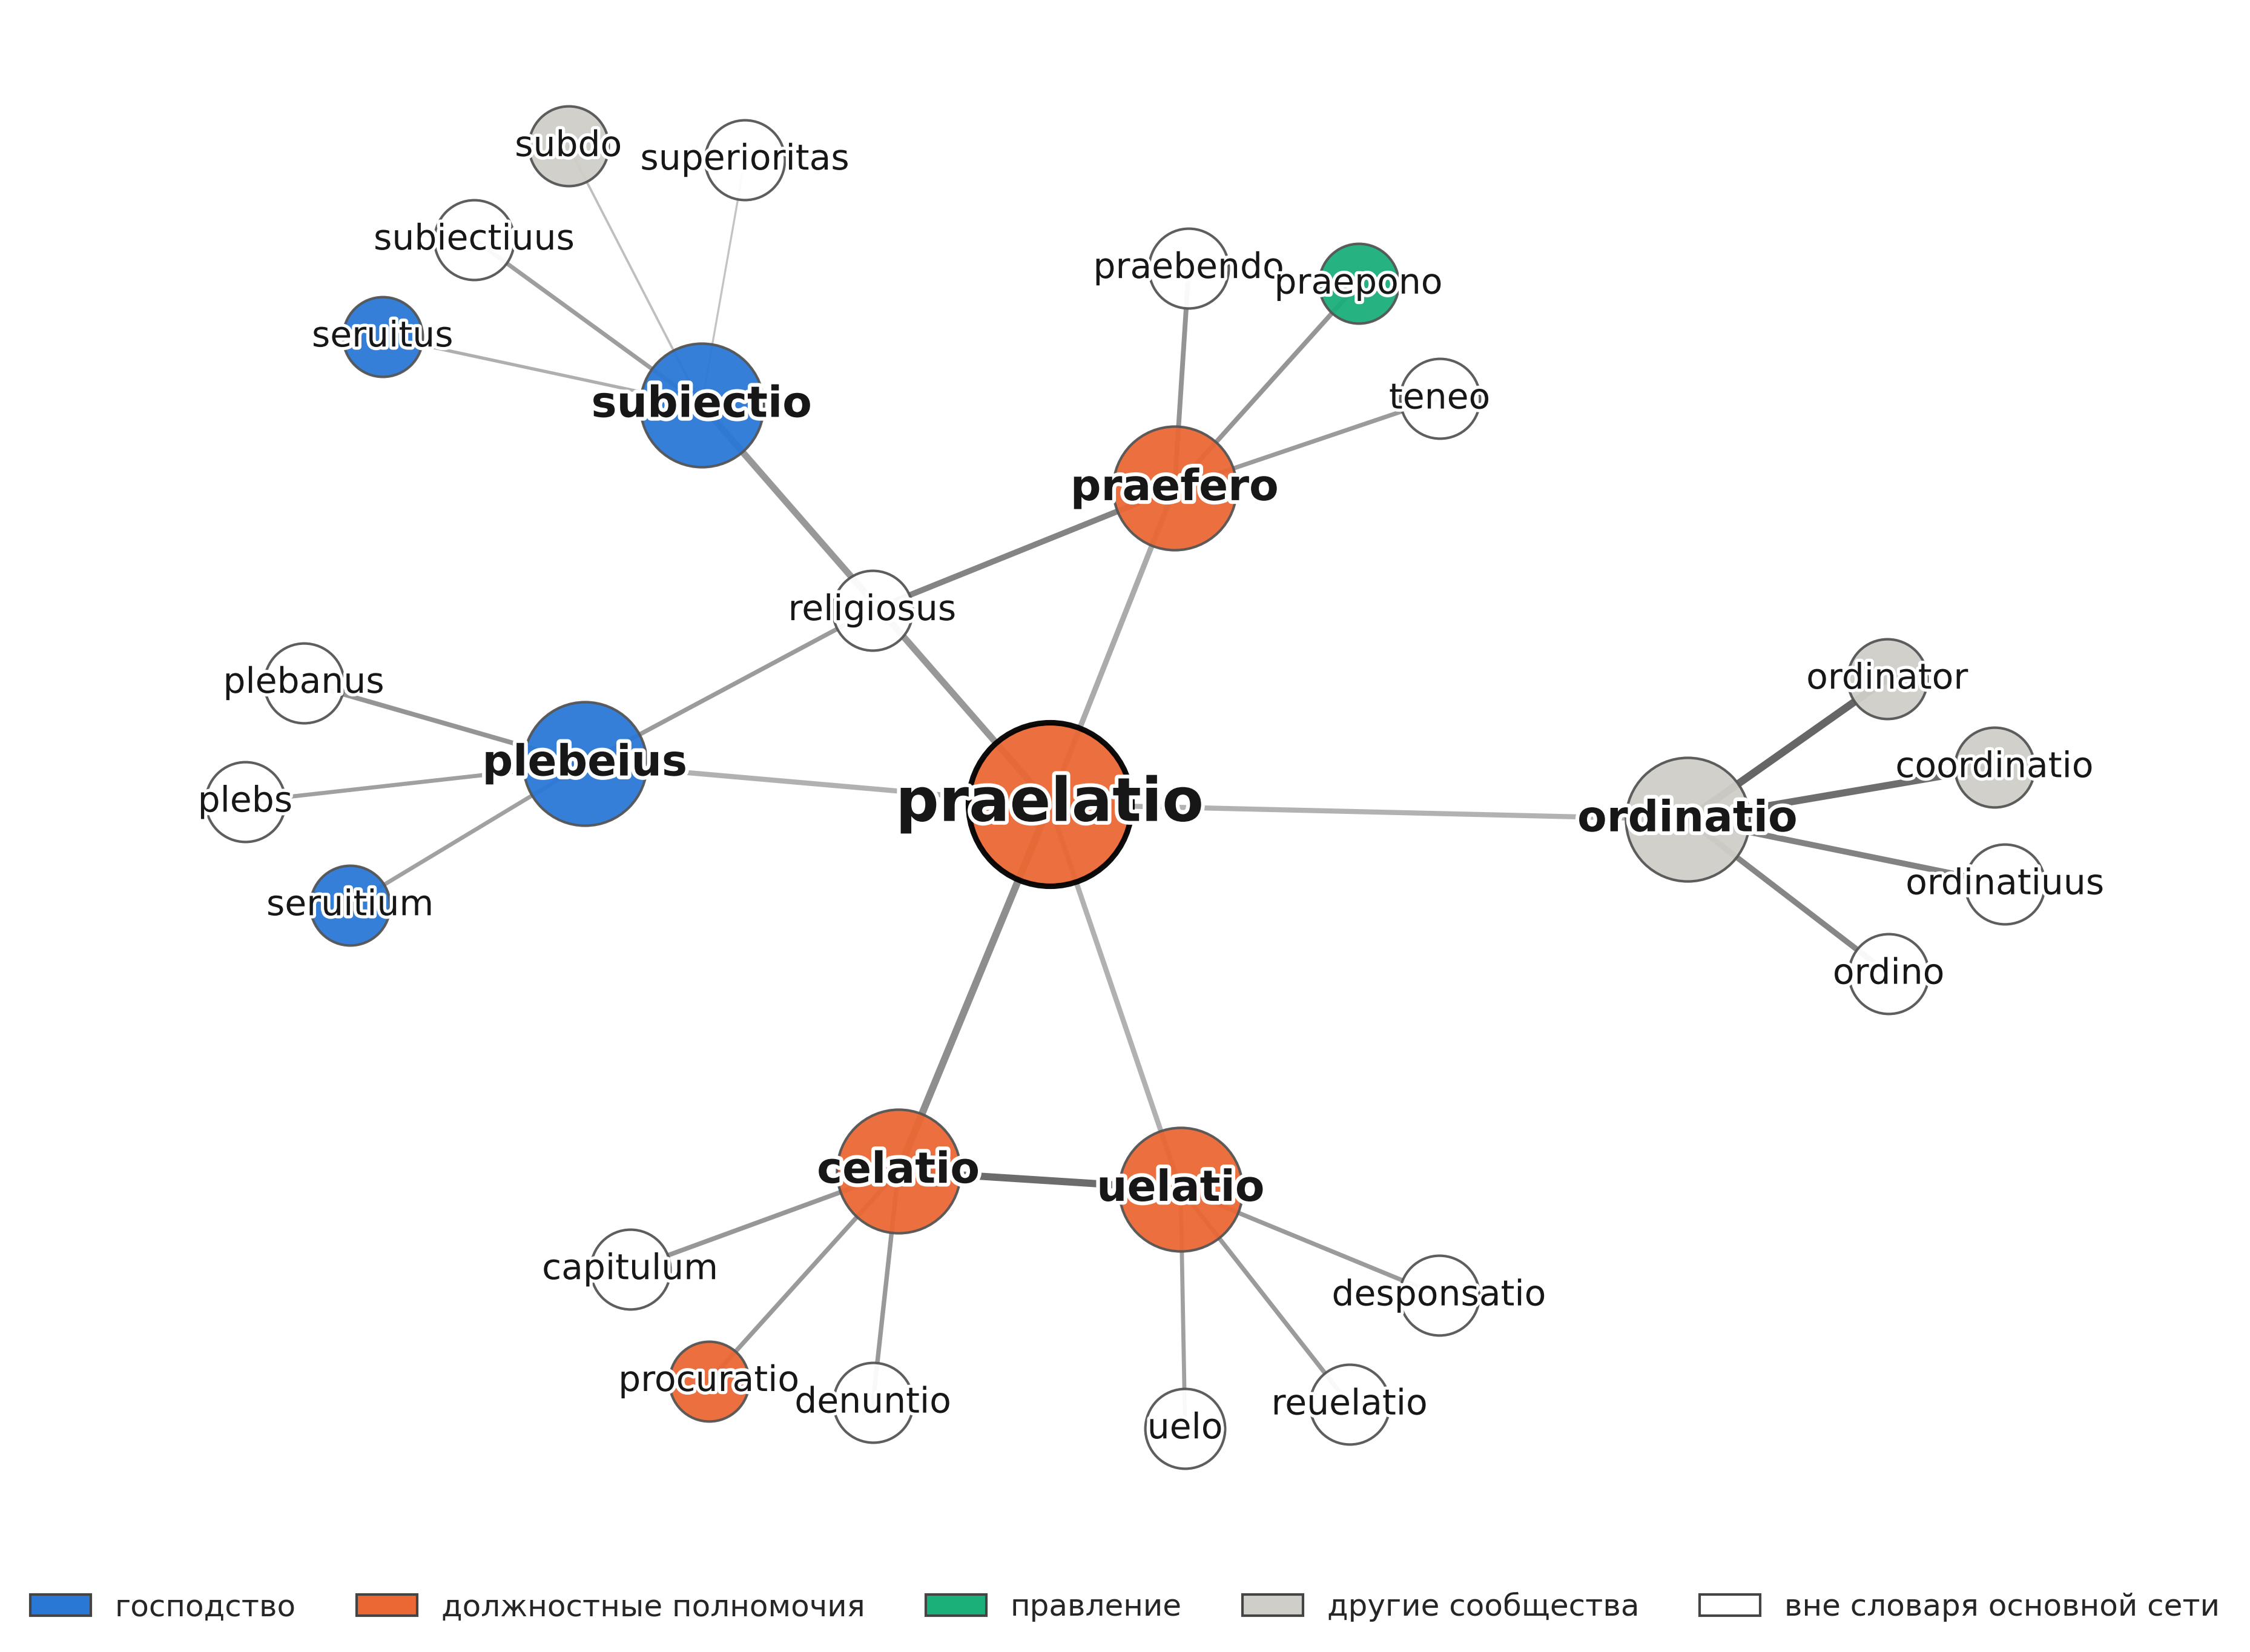 subdo
superioritas
subiectiuus
praebendo
praepono
seruitus
teneo
subiectio
praefero
religiosus
plebanus
ordinator
plebeius
coordinatio
plebs
praelatio
ordinatio
ordinatiuus
seruitium
ordino
celatio
uelatio
capitulum
desponsatio
procuratio
denuntio
reuelatio
uelo
господство должностные полномочия правление другие сообщества вне словаря основной сети